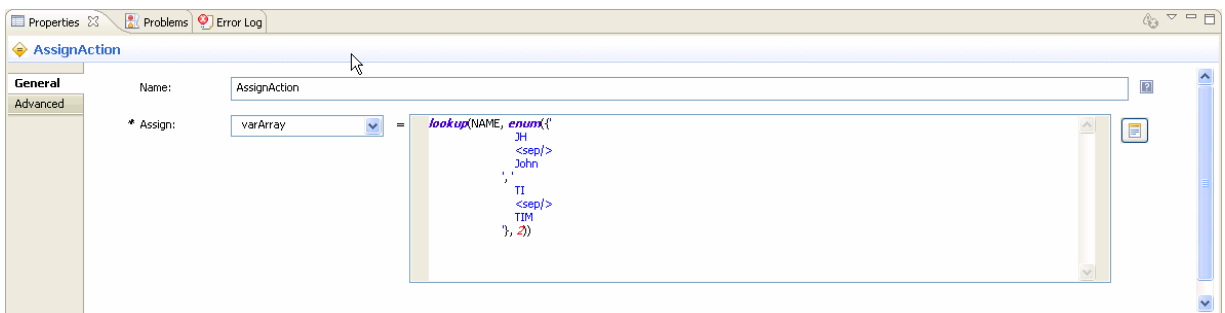 Properties Problems Error Log
AssignAction
General
Name: AssignAction
Advanced
* Assign: varArray = lookup(NAME, enum({'
JH
<sep/>
John
', '
TI
<sep/>
TIM
'}, 2))